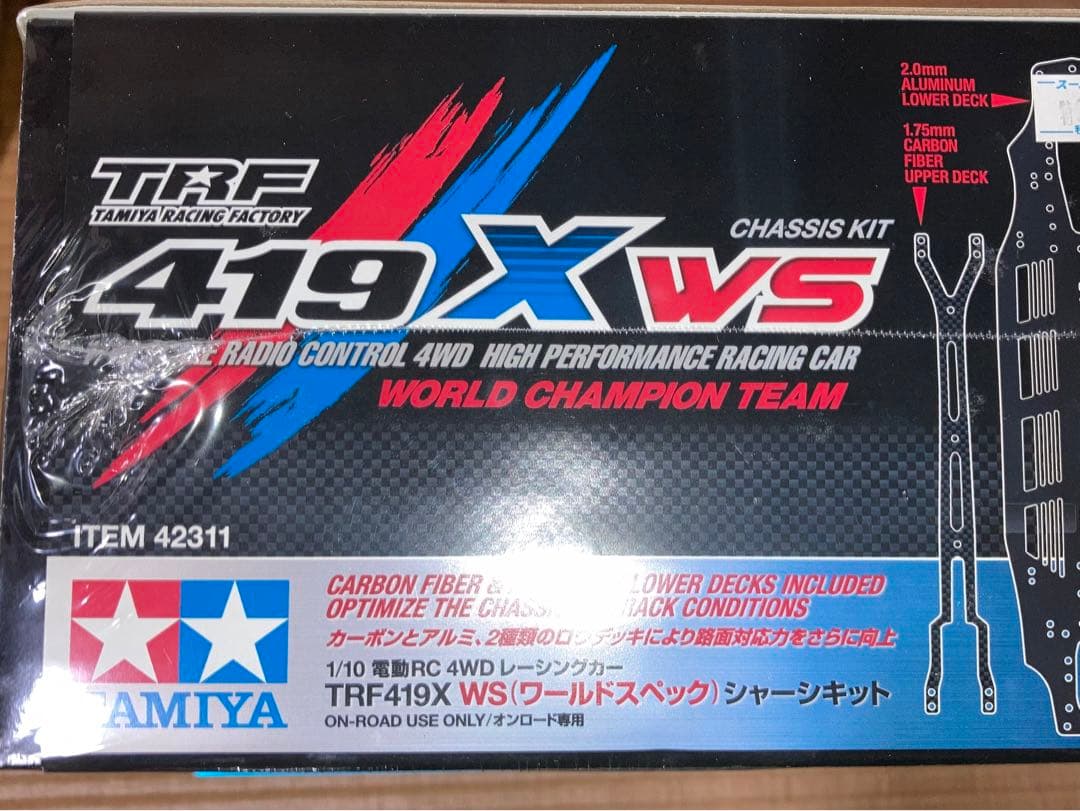 2.0mm
ALUMINUM
LOWER DECK
1.75mm
CARBON
FIBER
UPPER DECK
TRF
TAMIYA RACING FACTORY
CHASSIS KIT
419X WS
RADIO CONTROL 4WD HIGH PERFORMANCE RACING CAR
WORLD CHAMPION TEAM
ITEM 42311
CARBON FIBER & LOWER DECKS INCLUDED
OPTIMIZE THE CONDITIONS
カーボンとアルミ、2種類のロワデッキにより路面対応力をさらに向上
1/10 電動RC 4WD レーシングカー
TRF419X WS(ワールドスペック) シャーシキット
TAMIYA
ON-ROAD USE ONLY/オンロード専用